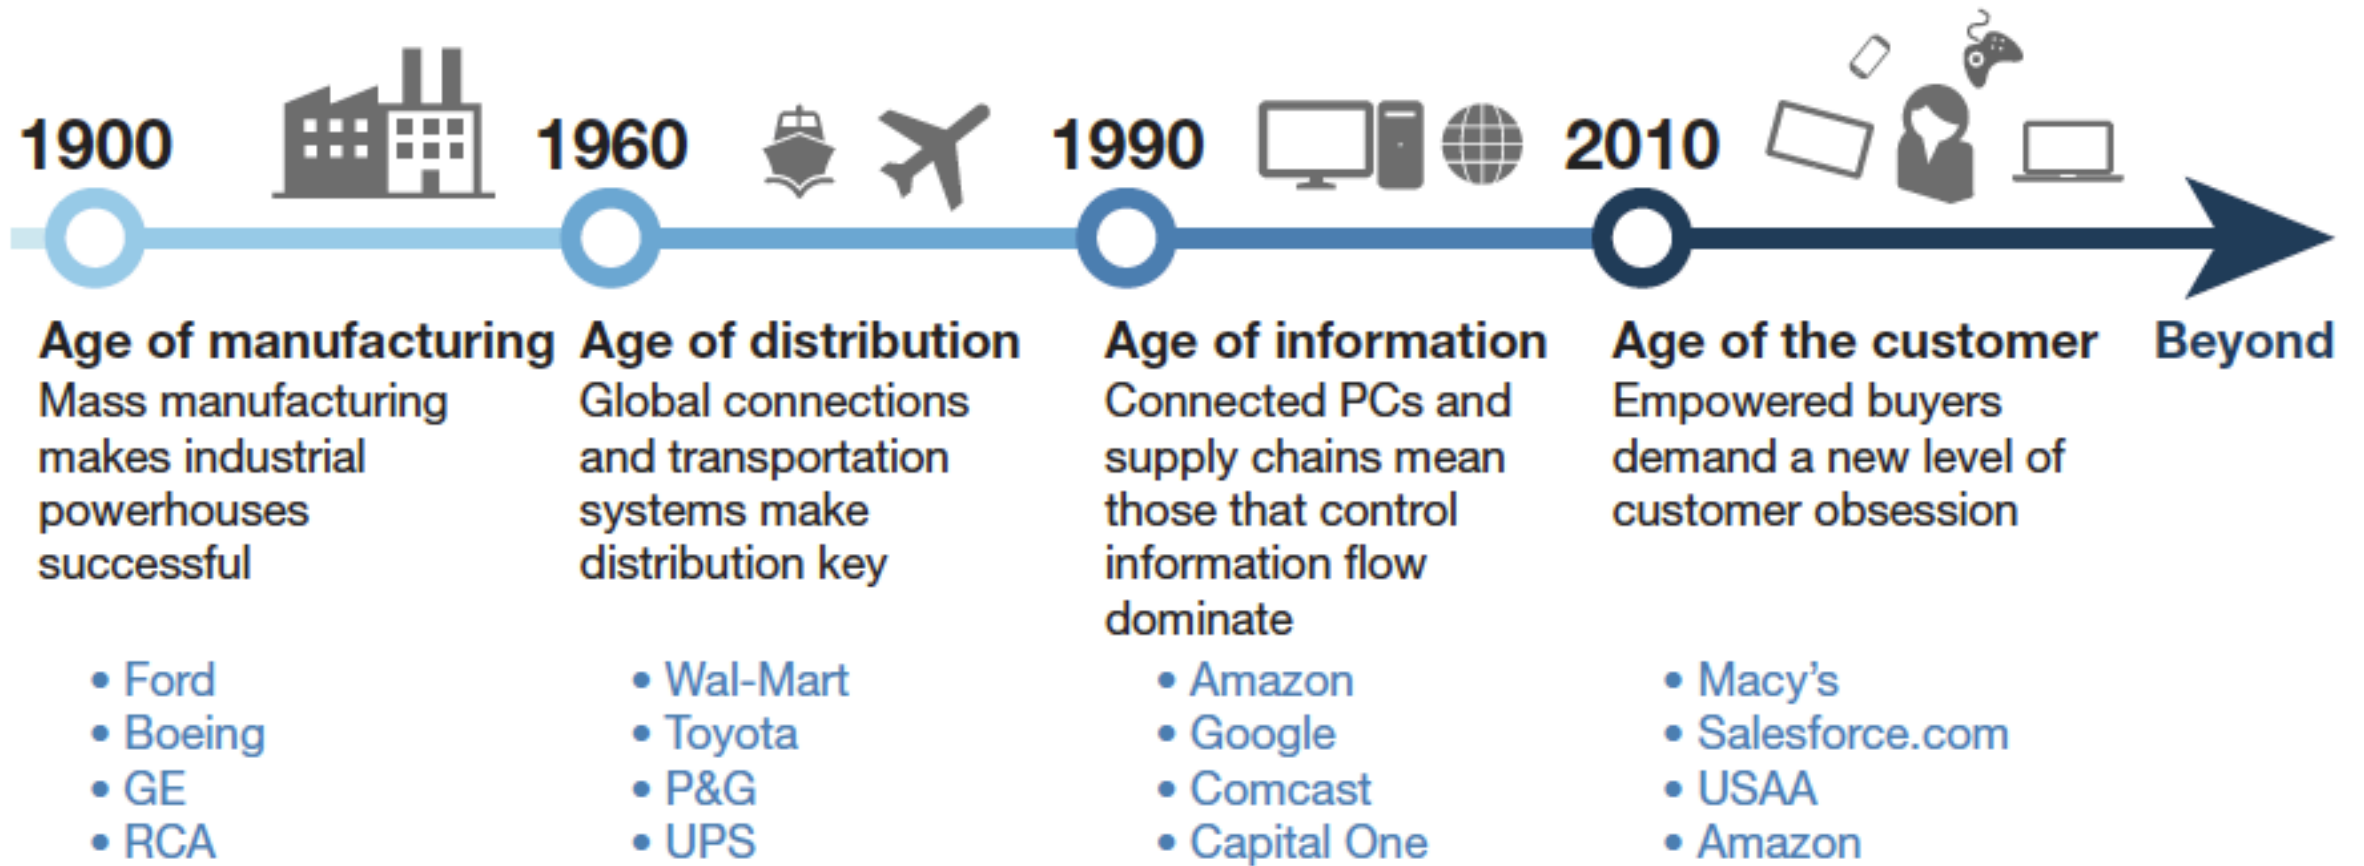 1900
1960
1990
2010
Age of manufacturing
Mass manufacturing
makes industrial
powerhouses
successful
• Ford
• Boeing
• GE
• RCA
Age of distribution
Global connections
and transportation
systems make
distribution key
• Wal-Mart
• Toyota
• P&G
• UPS
Age of information
Connected PCs and
supply chains mean
those that control
information flow
dominate
• Amazon
• Google
• Comcast
• Capital One
Age of the customer
Empowered buyers
demand a new level of
customer obsession
• Macy’s
• Salesforce.com
• USAA
• Amazon
Beyond